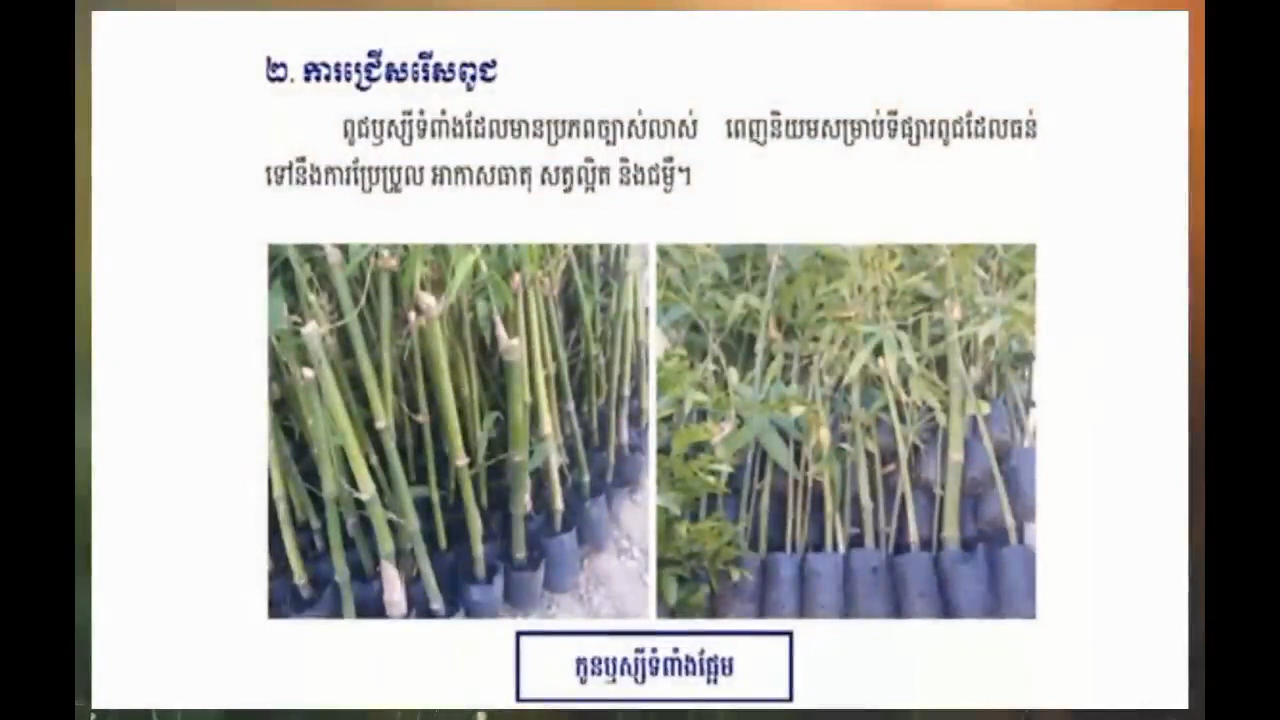 ២. ការជ្រើសរើសពូជ
ពូជឫស្សីទំពាំងដែលមានប្រភពច្បាស់លាស់ ពេញនិយមសម្រាប់ទីផ្សារពូជដែលធន់
ទៅនឹងការប្រែប្រួល អាកាសធាតុ សត្វល្អិត និងជម្ងឺ។
កូនឫស្សីទំពាំងផ្អែម